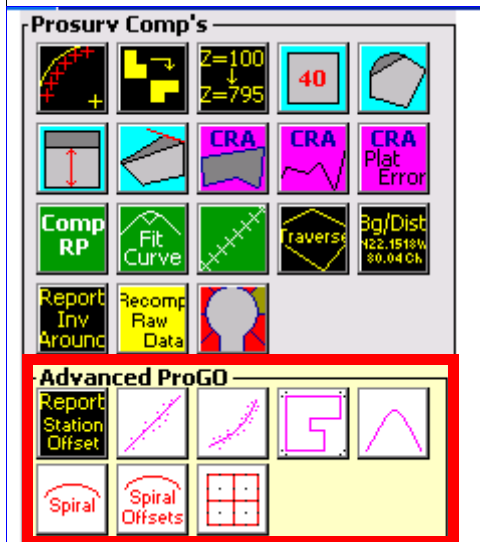 Prosurv Comp's
Z=100
Z=795
40
CRA
CRA
CRA
Plat
Error
Comp
RP
Fit
Curve
Traverse
Bg/Dist
422.1518W
80.04 Ch
Report
Inv
Around
Recomp
Raw
Data
Advanced ProGO
Report
Station
Offset
Spiral
Spiral
Offsets